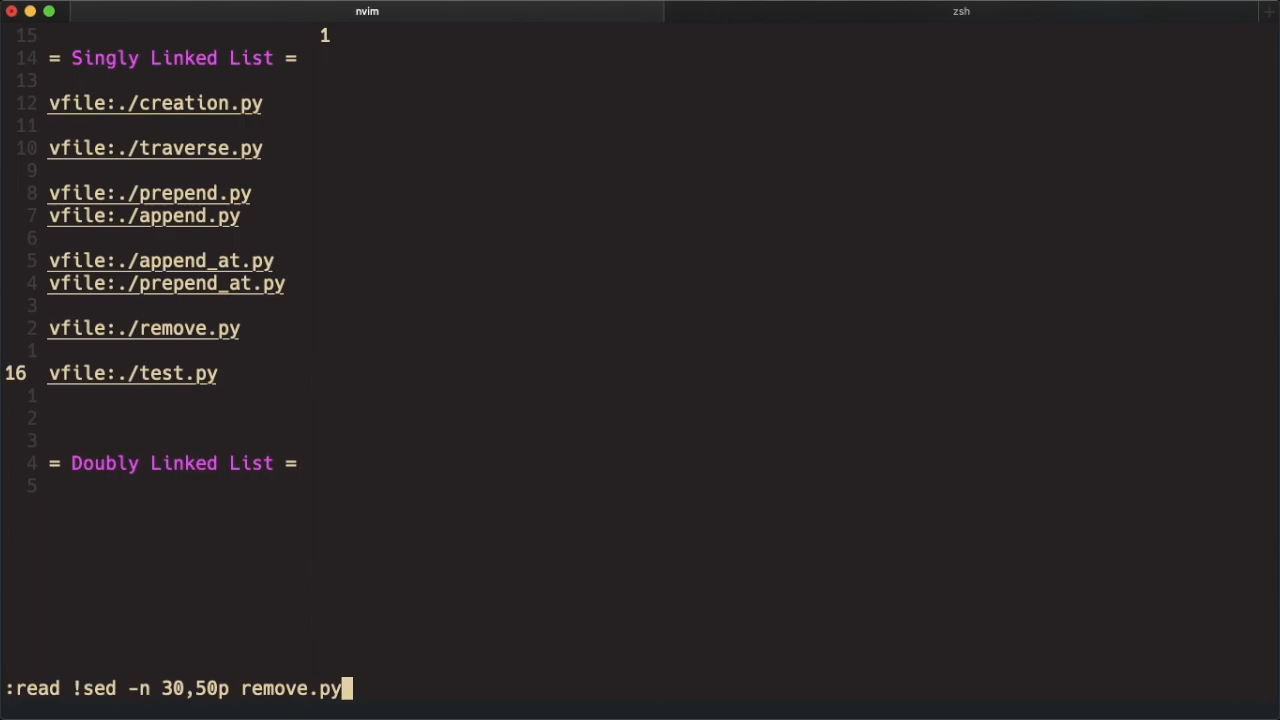 nvim
zsh
15
1
14 = Singly Linked List =
13
12 vfile:./creation.py
11
10 vfile:./traverse.py
9
8 vfile:./prepend.py
7 vfile:./append.py
6
5 vfile:./append_at.py
4 vfile:./prepend_at.py
3
2 vfile:./remove.py
1
16 vfile:./test.py
1
2
3
4 = Doubly Linked List =
5
:read !sed -n 30,50p remove.py